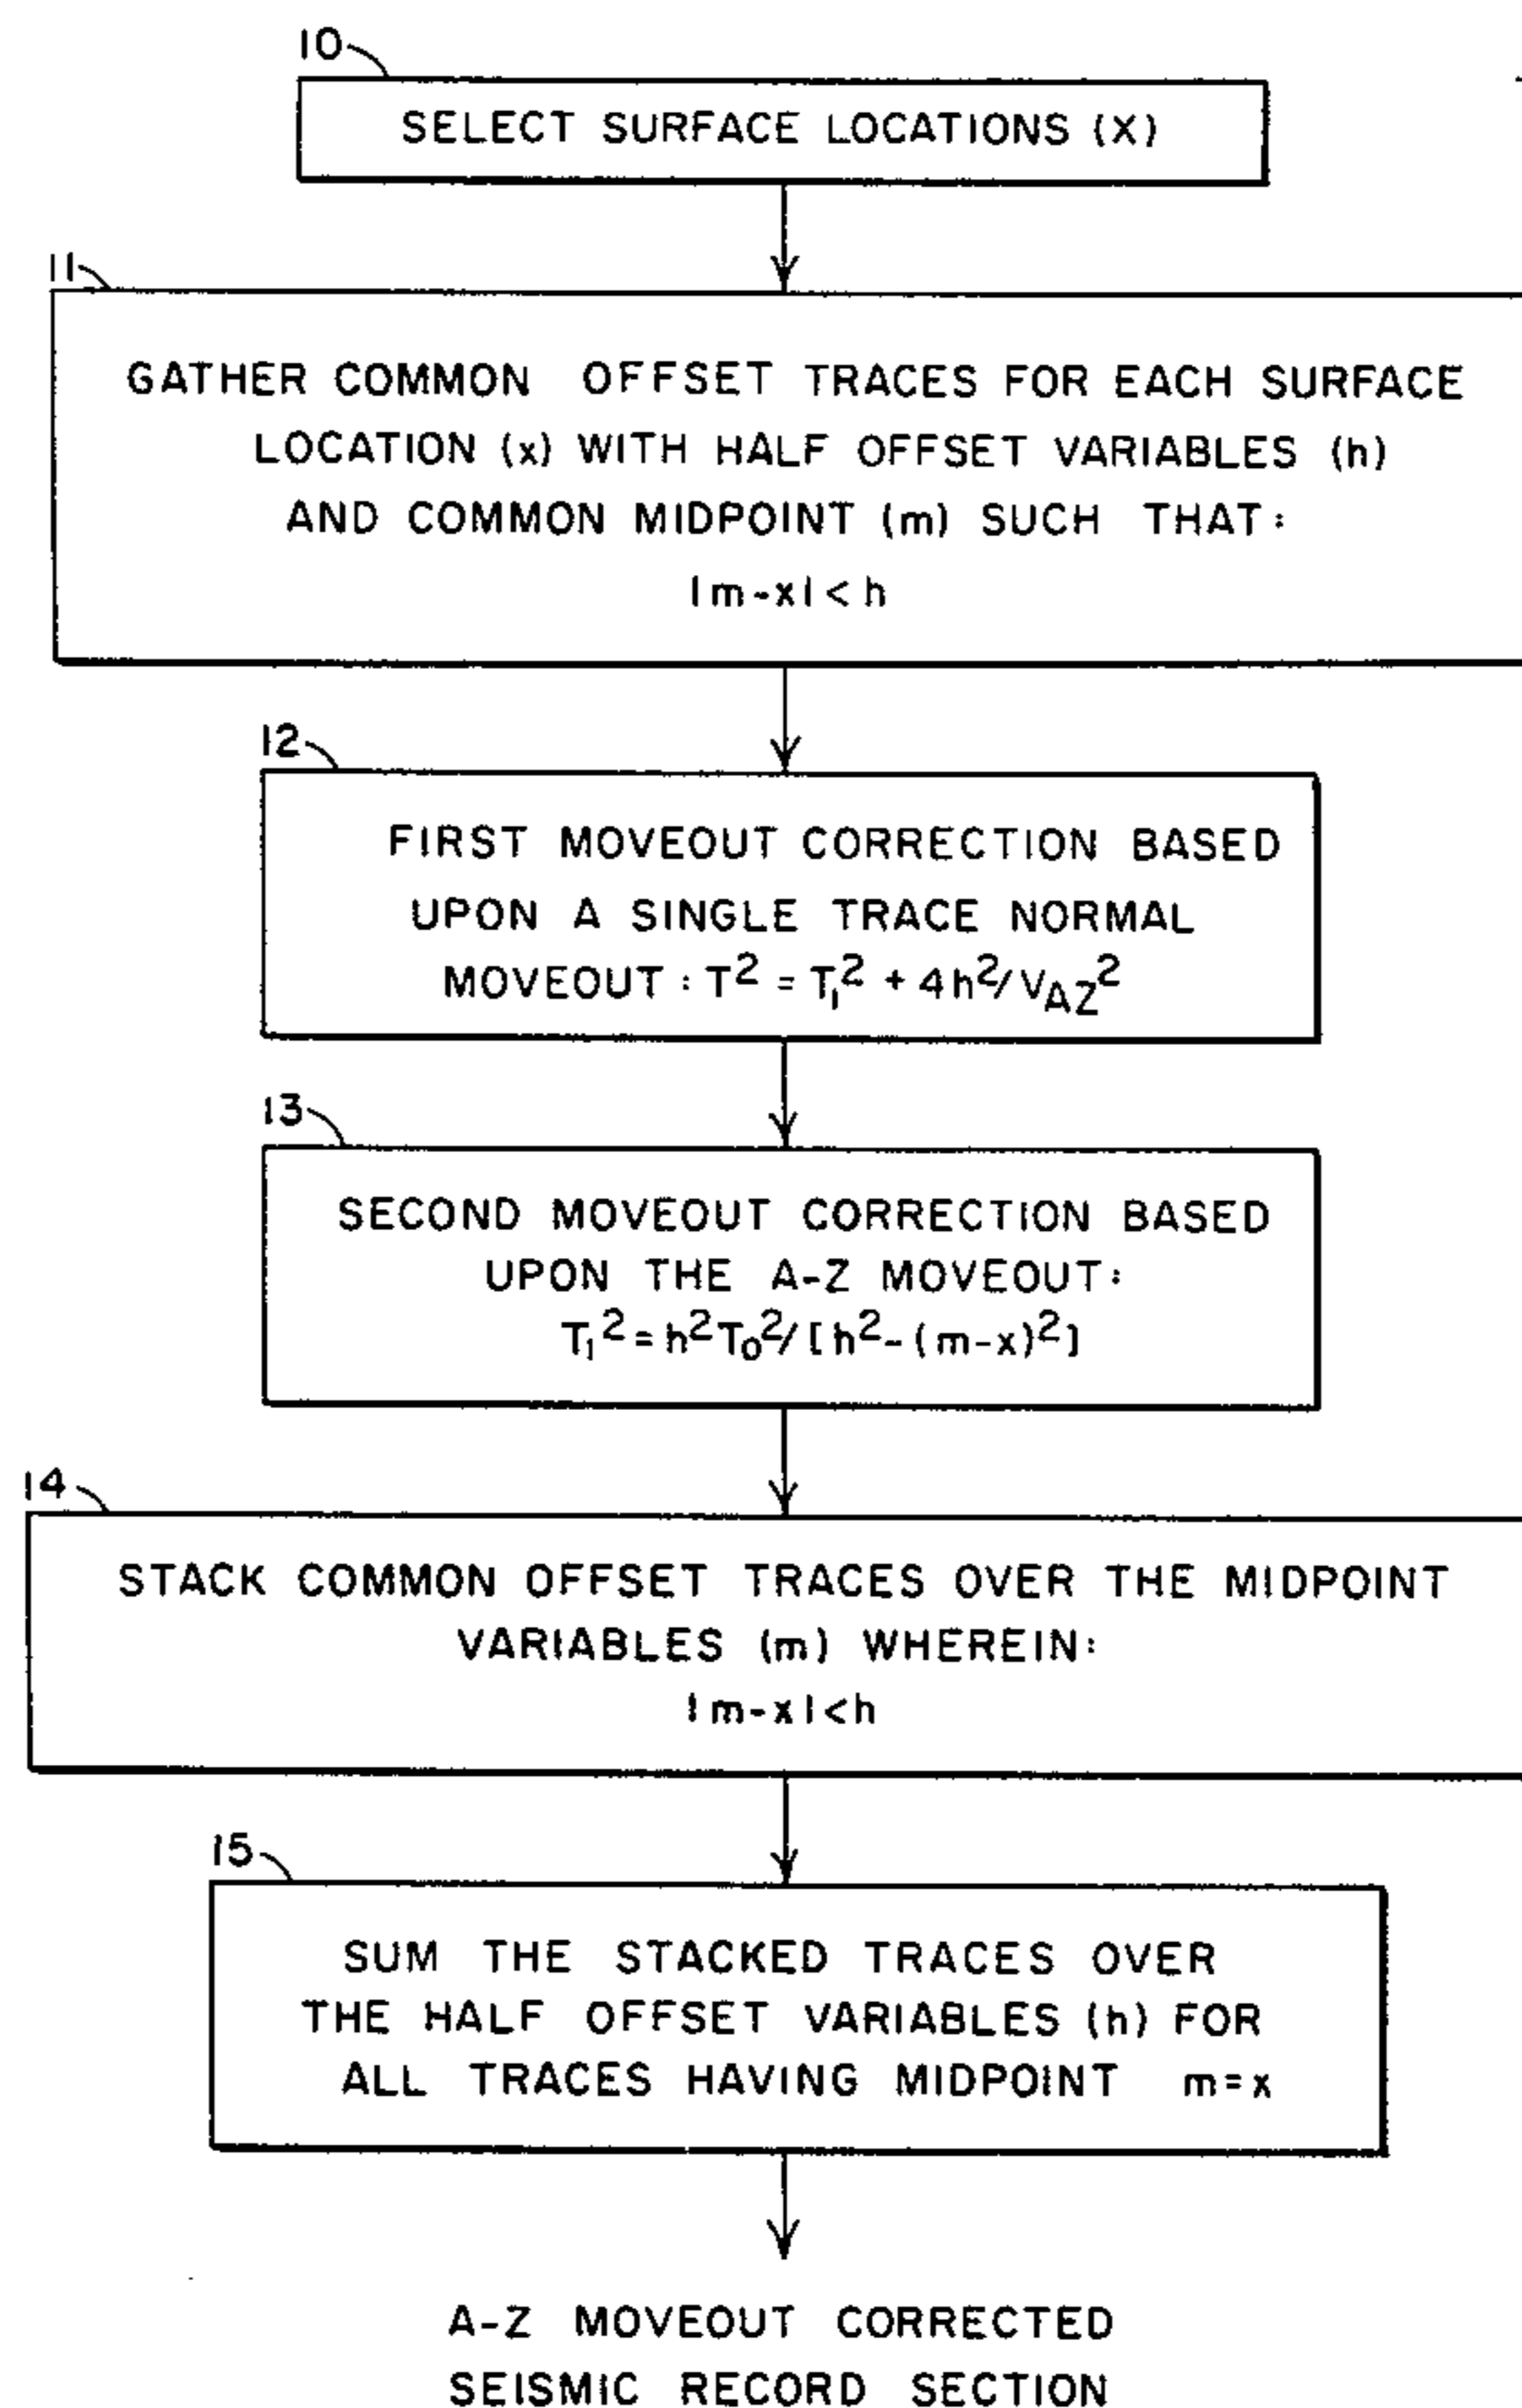 10
SELECT SURFACE LOCATIONS (X)
11
GATHER COMMON OFFSET TRACES FOR EACH SURFACE
LOCATION (x) WITH HALF OFFSET VARIABLES (h)
AND COMMON MIDPOINT (m) SUCH THAT:
|m-x|<h
12
FIRST MOVEOUT CORRECTION BASED
UPON A SINGLE TRACE NORMAL
MOVEOUT: T² = T₁² + 4h²/V_AZ²
13
SECOND MOVEOUT CORRECTION BASED
UPON THE A-Z MOVEOUT:
T₁² = h²T₀²/[h²-(m-x)²]
14
STACK COMMON OFFSET TRACES OVER THE MIDPOINT
VARIABLES (m) WHEREIN:
|m-x|<h
15
SUM THE STACKED TRACES OVER
THE HALF OFFSET VARIABLES (h) FOR
ALL TRACES HAVING MIDPOINT m=x
A-Z MOVEOUT CORRECTED
SEISMIC RECORD SECTION